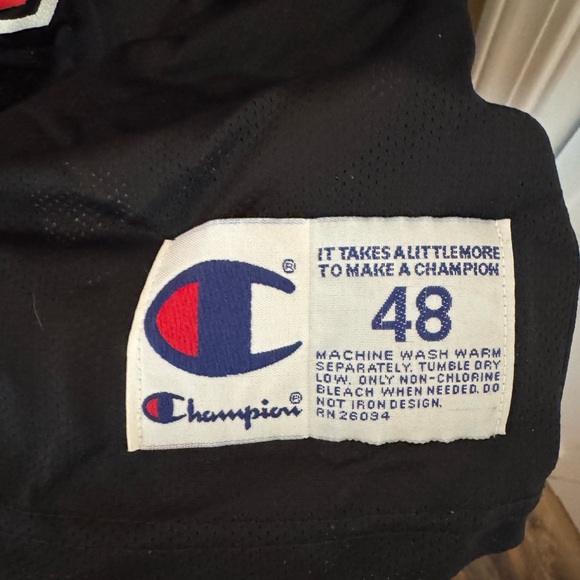 IT TAKES A LITTLE MORE
TO MAKE A CHAMPION
48
MACHINE WASH WARM
SEPARATELY. TUMBLE DRY
LOW. ONLY NON-CHLORINE
BLEACH WHEN NEEDED. DO
NOT IRON DESIGN.
RN 26094
®
Champion®